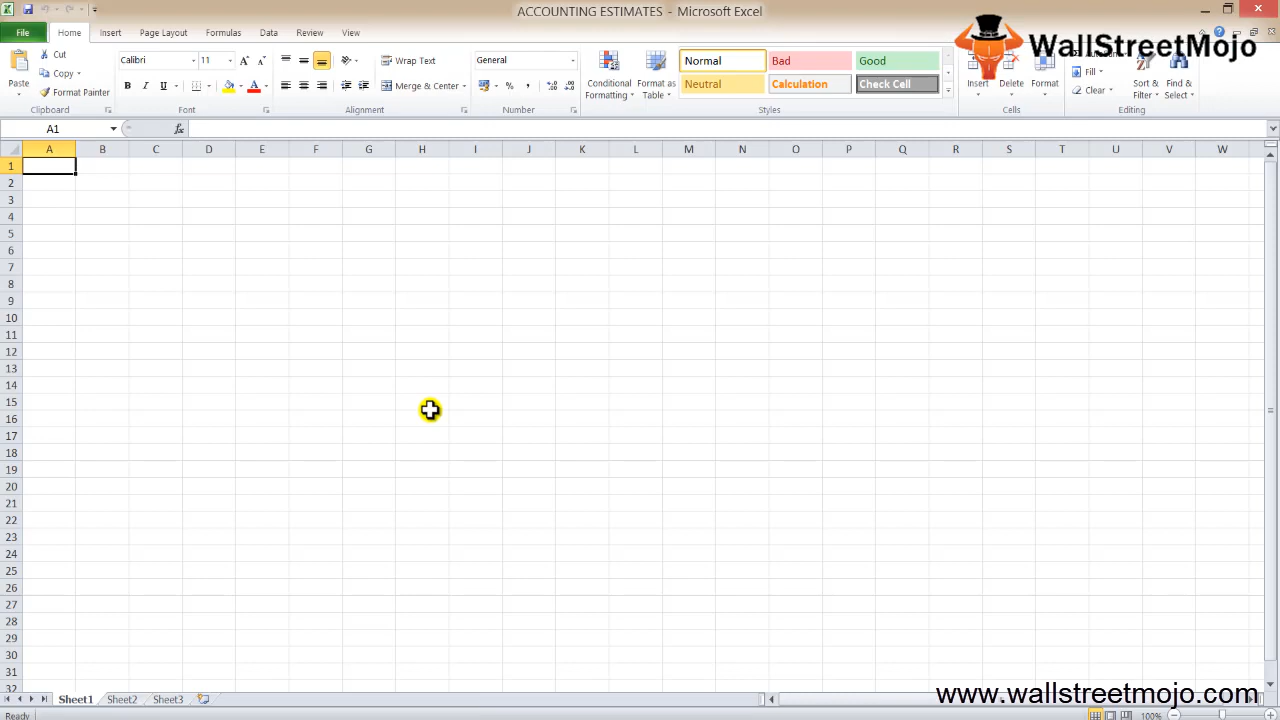 ACCOUNTING ESTIMATES - Microsoft Excel
File Home Insert Page Layout Formulas Data Review View
WallStreetMojo
Paste
Cut
Copy
Format Painter
Clipboard
Calibri 11
B I U A
Font
Wrap Text
Merge & Center
Alignment
General
% ,
Number
Conditional Formatting
Format as Table
Normal Bad Good
Neutral Calculation Check Cell
Styles
Insert Delete Format
Cells
Fill
Clear
Sort & Filter
Find & Select
Editing
A1 fx
A B C D E F G H I J K L M N O P Q R S T U V W
1
2
3
4
5
6
7
8
9
10
11
12
13
14
15
16
17
18
19
20
21
22
23
24
25
26
27
28
29
30
31
32
Sheet1 Sheet2 Sheet3
www.wallstreetmojo.com
Ready 100%